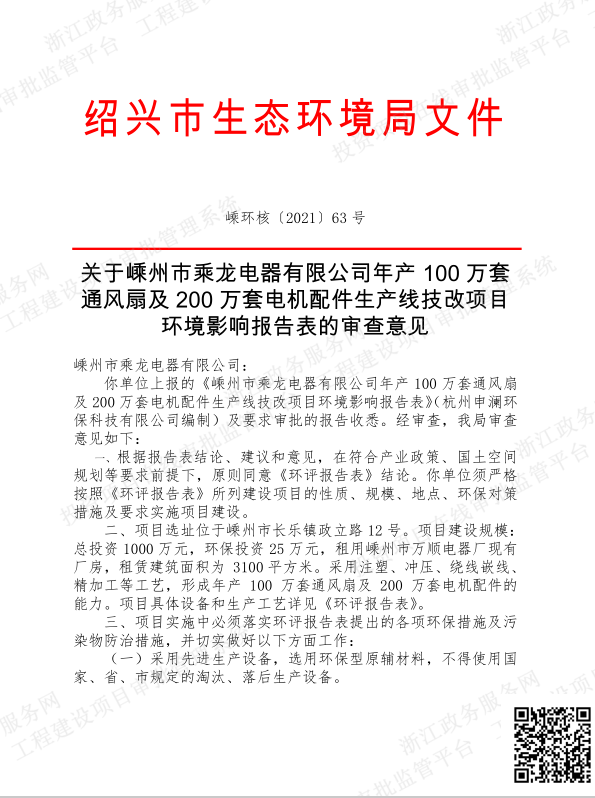 绍兴市生态环境局文件
嵊环核〔2021〕63号
关于嵊州市乘龙电器有限公司年产 100 万套
通风扇及 200 万套电机配件生产线技改项目
环境影响报告表的审查意见
嵊州市乘龙电器有限公司：
你单位上报的《嵊州市乘龙电器有限公司年产 100 万套通风扇
及 200 万套电机配件生产线技改项目环境影响报告表》（杭州申澜环
保科技有限公司编制）及要求审批的报告收悉。经审查，我局审查
意见如下：
一、根据报告表结论、建议和意见，在符合产业政策、国土空间
规划等要求前提下，原则同意《环评报告表》结论。你单位须严格
按照《环评报告表》所列建设项目的性质、规模、地点、环保对策
措施及要求实施项目建设。
二、项目选址位于嵊州市长乐镇政立路 12 号。项目建设规模：
总投资 1000 万元，环保投资 25 万元，租用嵊州市万顺电器厂现有
厂房，租赁建筑面积为 3100 平方米。采用注塑、冲压、绕线嵌线、
精加工等工艺，形成年产 100 万套通风扇及 200 万套电机配件的
能力。项目具体设备和生产工艺详见《环评报告表》。
三、项目实施中必须落实环评报告表提出的各项环保措施及污
染物防治措施，并切实做好以下方面工作：
（一）采用先进生产设备，选用环保型原辅材料，不得使用国
家、省、市规定的淘汰、落后生产设备。